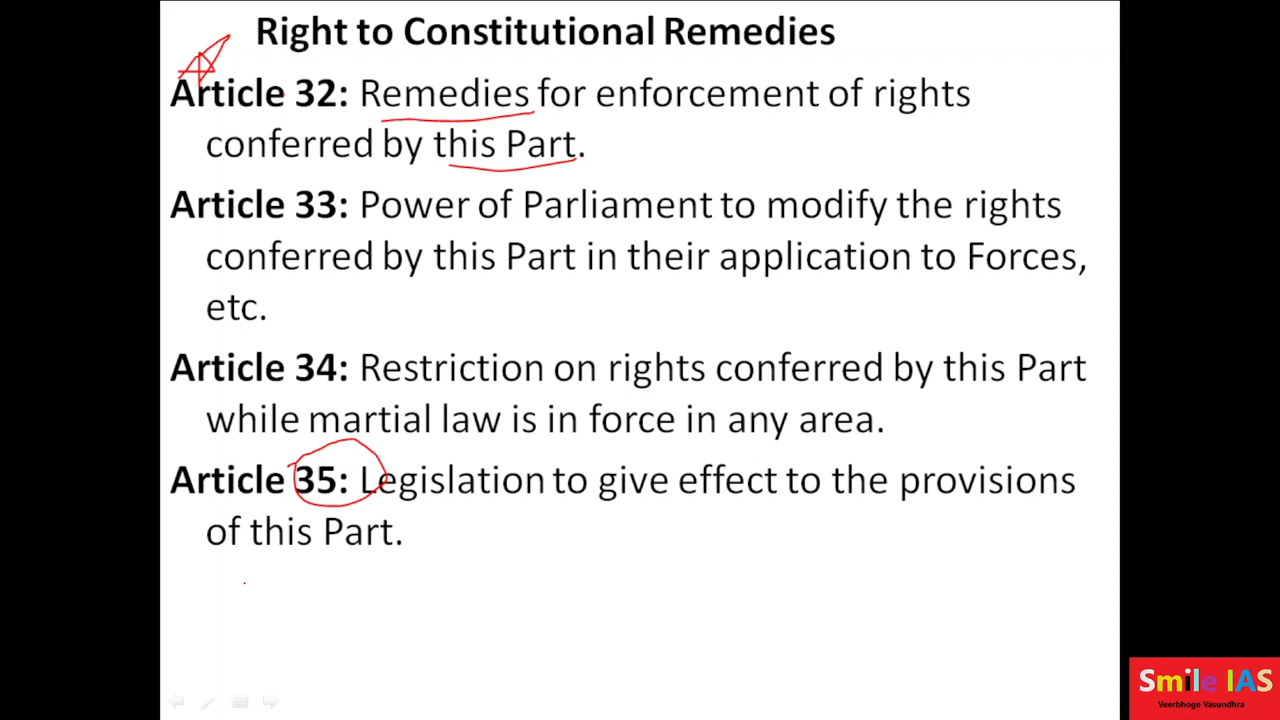 Right to Constitutional Remedies
Article 32: Remedies for enforcement of rights
conferred by this Part.
Article 33: Power of Parliament to modify the rights
conferred by this Part in their application to Forces,
etc.
Article 34: Restriction on rights conferred by this Part
while martial law is in force in any area.
Article 35: Legislation to give effect to the provisions
of this Part.
Smile IAS
Veerbhoge Vasundhra